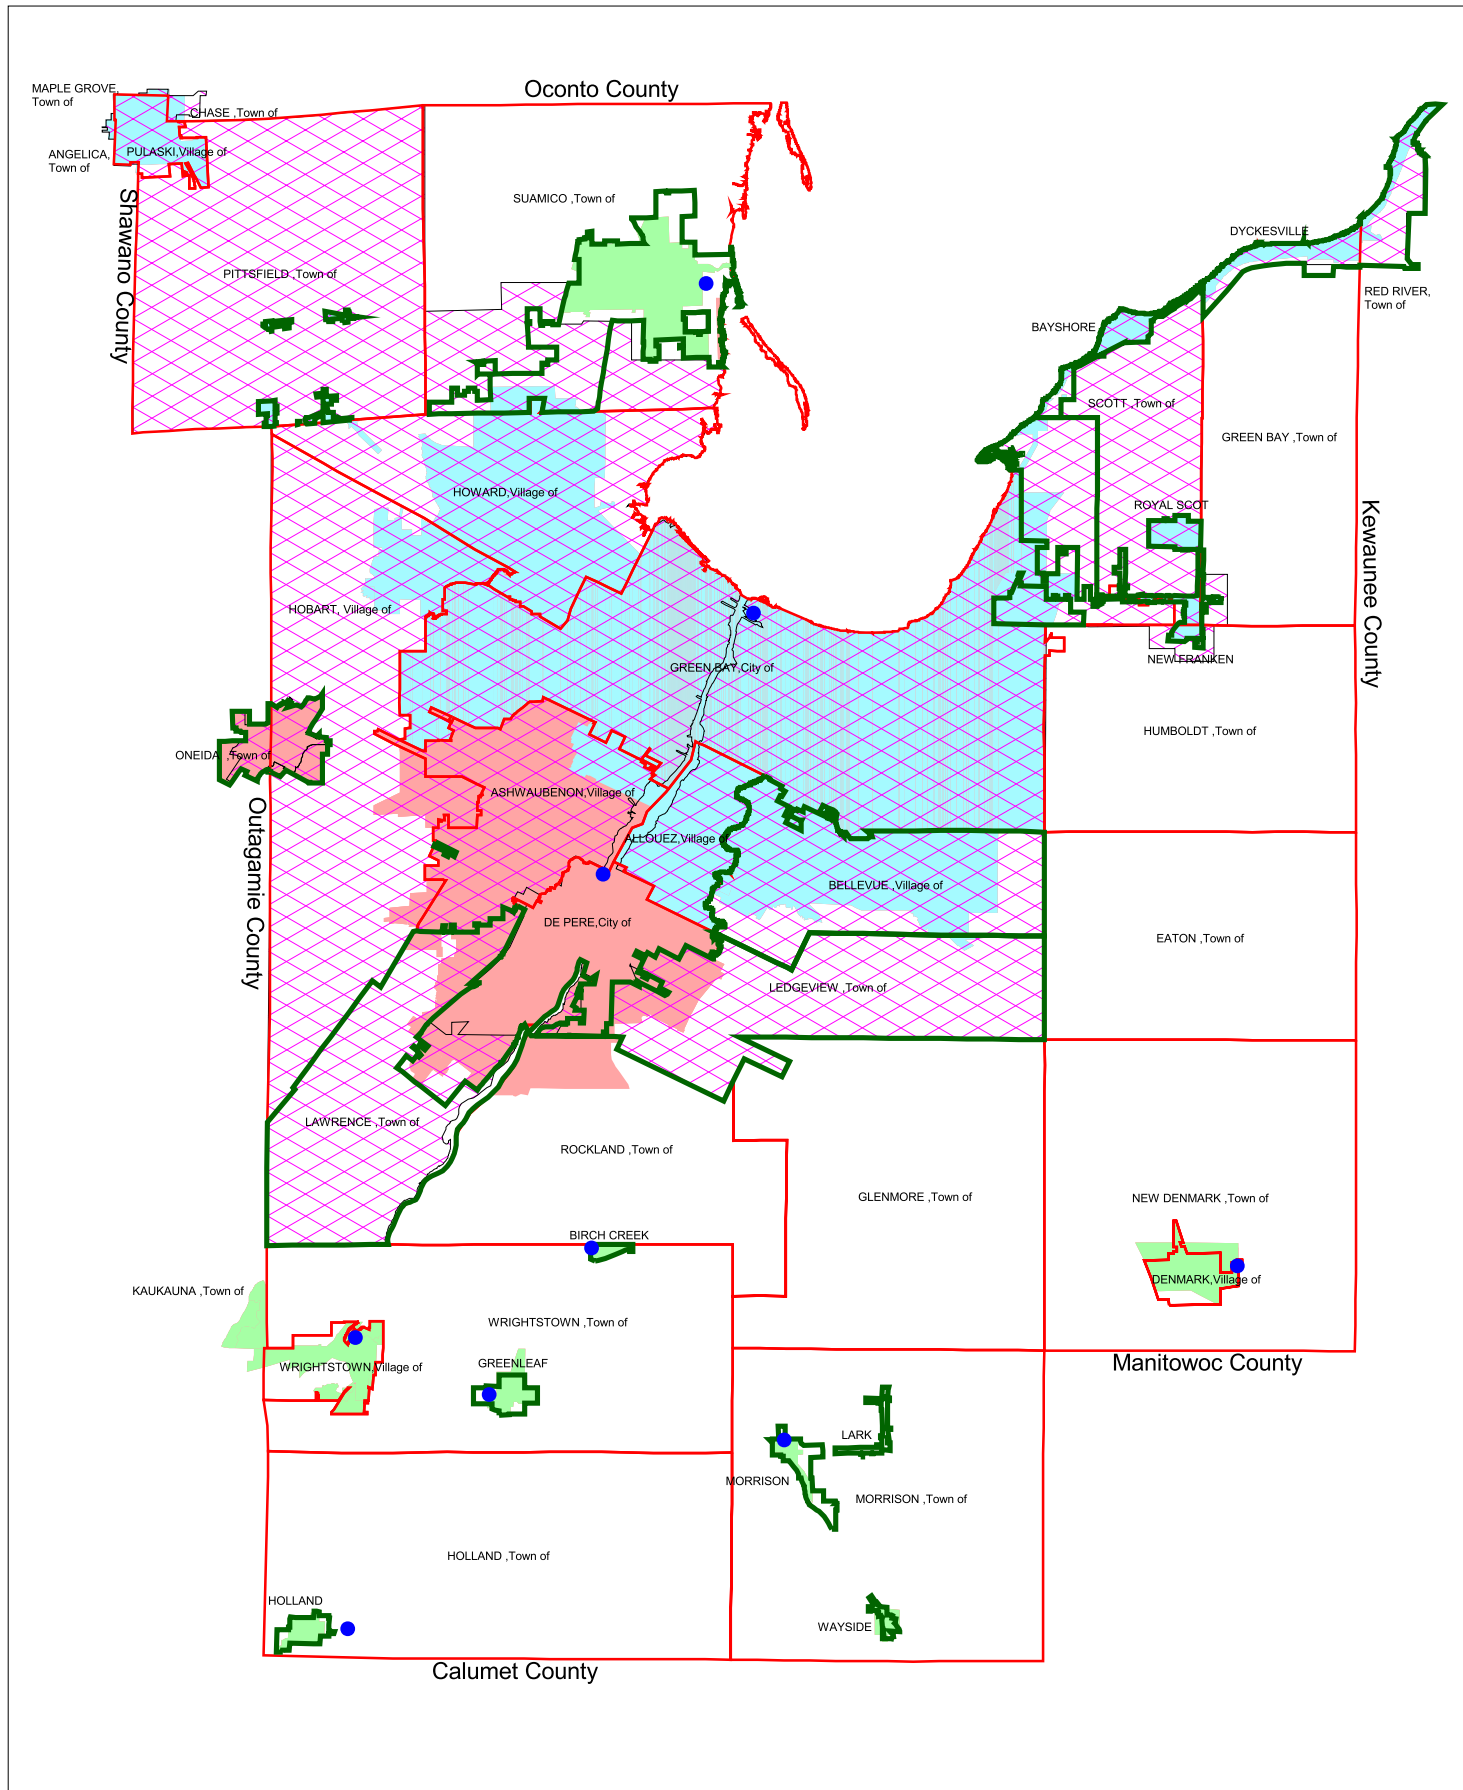 Oconto County
MAPLE GROVE,
Town of
CHASE ,Town of
ANGELICA,
Town of
PULASKI,Village of
Shawano County
SUAMICO ,Town of
DYCKESVILLE
PITTSFIELD ,Town of
RED RIVER,
Town of
BAYSHORE
SCOTT ,Town of
GREEN BAY ,Town of
HOWARD,Village of
ROYAL SCOT
Kewaunee County
HOBART, Village of
GREEN BAY,City of
NEW FRANKEN
HUMBOLDT ,Town of
ONEIDA ,Town of
ASHWAUBENON,Village of
Outagamie County
ALLOUEZ,Village of
BELLEVUE ,Village of
DE PERE,City of
EATON ,Town of
LEDGEVIEW ,Town of
LAWRENCE ,Town of
ROCKLAND ,Town of
GLENMORE ,Town of
NEW DENMARK ,Town of
BIRCH CREEK
DENMARK,Village of
KAUKAUNA ,Town of
WRIGHTSTOWN ,Town of
WRIGHTSTOWN,Village of
GREENLEAF
Manitowoc County
LARK
MORRISON
MORRISON ,Town of
HOLLAND ,Town of
HOLLAND
WAYSIDE
Calumet County